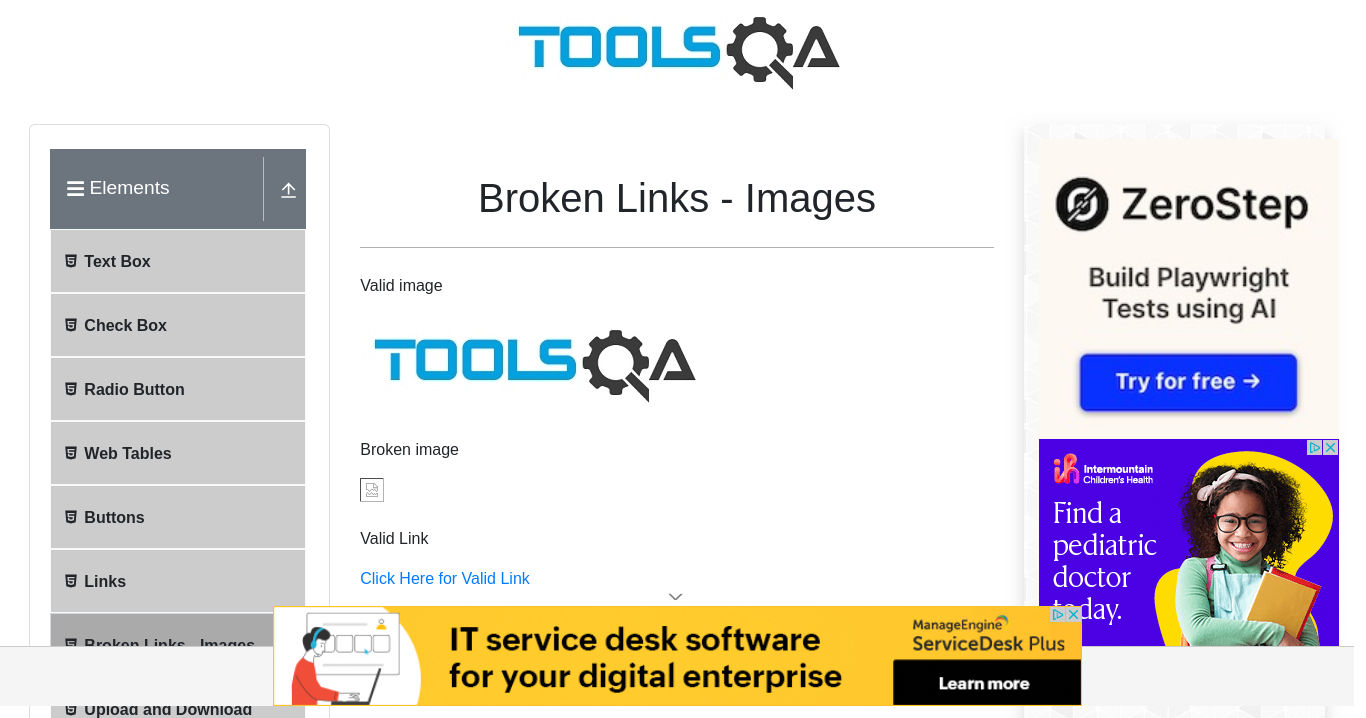 TOOLSQA
Elements
Text Box
Check Box
Radio Button
Web Tables
Buttons
Links
Broken Links - Images
Upload and Download
Broken Links - Images
Valid image
TOOLSQA
Broken image
Valid Link
Click Here for Valid Link
ZeroStep
Build Playwright
Tests using AI
Try for free →
Intermountain
Children's Health
Find a
pediatric
doctor
today.
IT service desk software
for your digital enterprise
ManageEngine
ServiceDesk Plus
Learn more